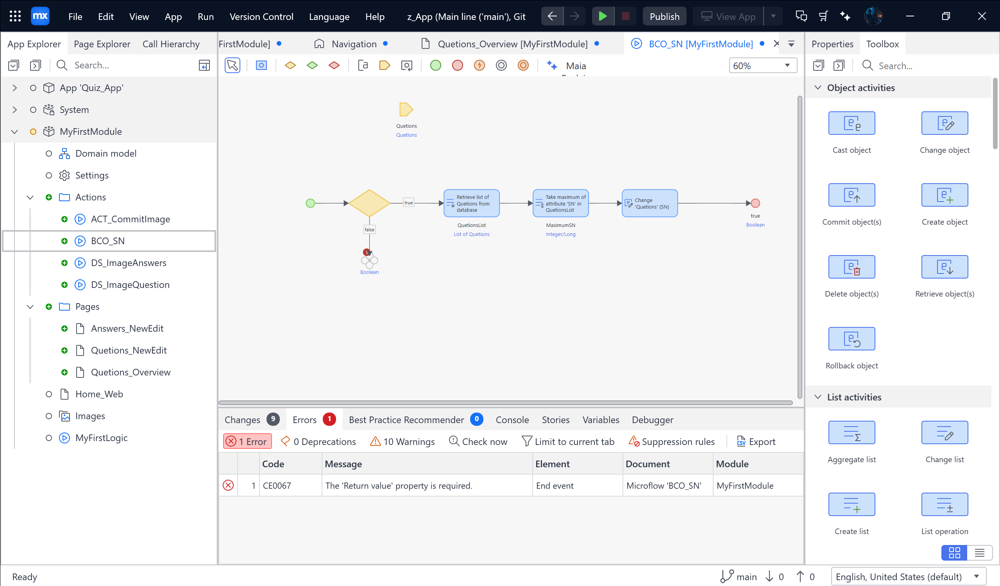 mx
File Edit View App Run Version Control Language Help z_App (Main line ('main'), Git Publish View App
App Explorer Page Explorer Call Hierarchy
Search...
App 'Quiz_App'
System
MyFirstModule
Domain model
Settings
Actions
ACT_CommitImage
BCO_SN
DS_ImageAnswers
DS_ImageQuestion
Pages
Answers_NewEdit
Quetions_NewEdit
Quetions_Overview
Home_Web
Images
MyFirstLogic
FirstModule] Navigation Quetions_Overview [MyFirstModule] BCO_SN [MyFirstModule]
Maia
60%
Quetions
Quetions
true
false
1
Boolean
Retrieve list of
Quetions from
database
QuetionsList
List of Quetions
Take maximum of
attribute 'SN' in
QuetionsList
MaximumSN
Integer/Long
Change
'Quetions' (SN)
true
Boolean
Changes 9 Errors 1 Best Practice Recommender 0 Console Stories Variables Debugger
1 Error 0 Deprecations 10 Warnings Check now Limit to current tab Suppression rules CSV Export
Code Message Element Document Module
1 CE0067 The 'Return value' property is required. End event Microflow 'BCO_SN' MyFirstModule
Properties Toolbox
Search...
Object activities
Cast object Change object
Commit object(s) Create object
Delete object(s) Retrieve object(s)
Rollback object
List activities
Aggregate list Change list
Create list List operation
Ready main 0 0 English, United States (default)